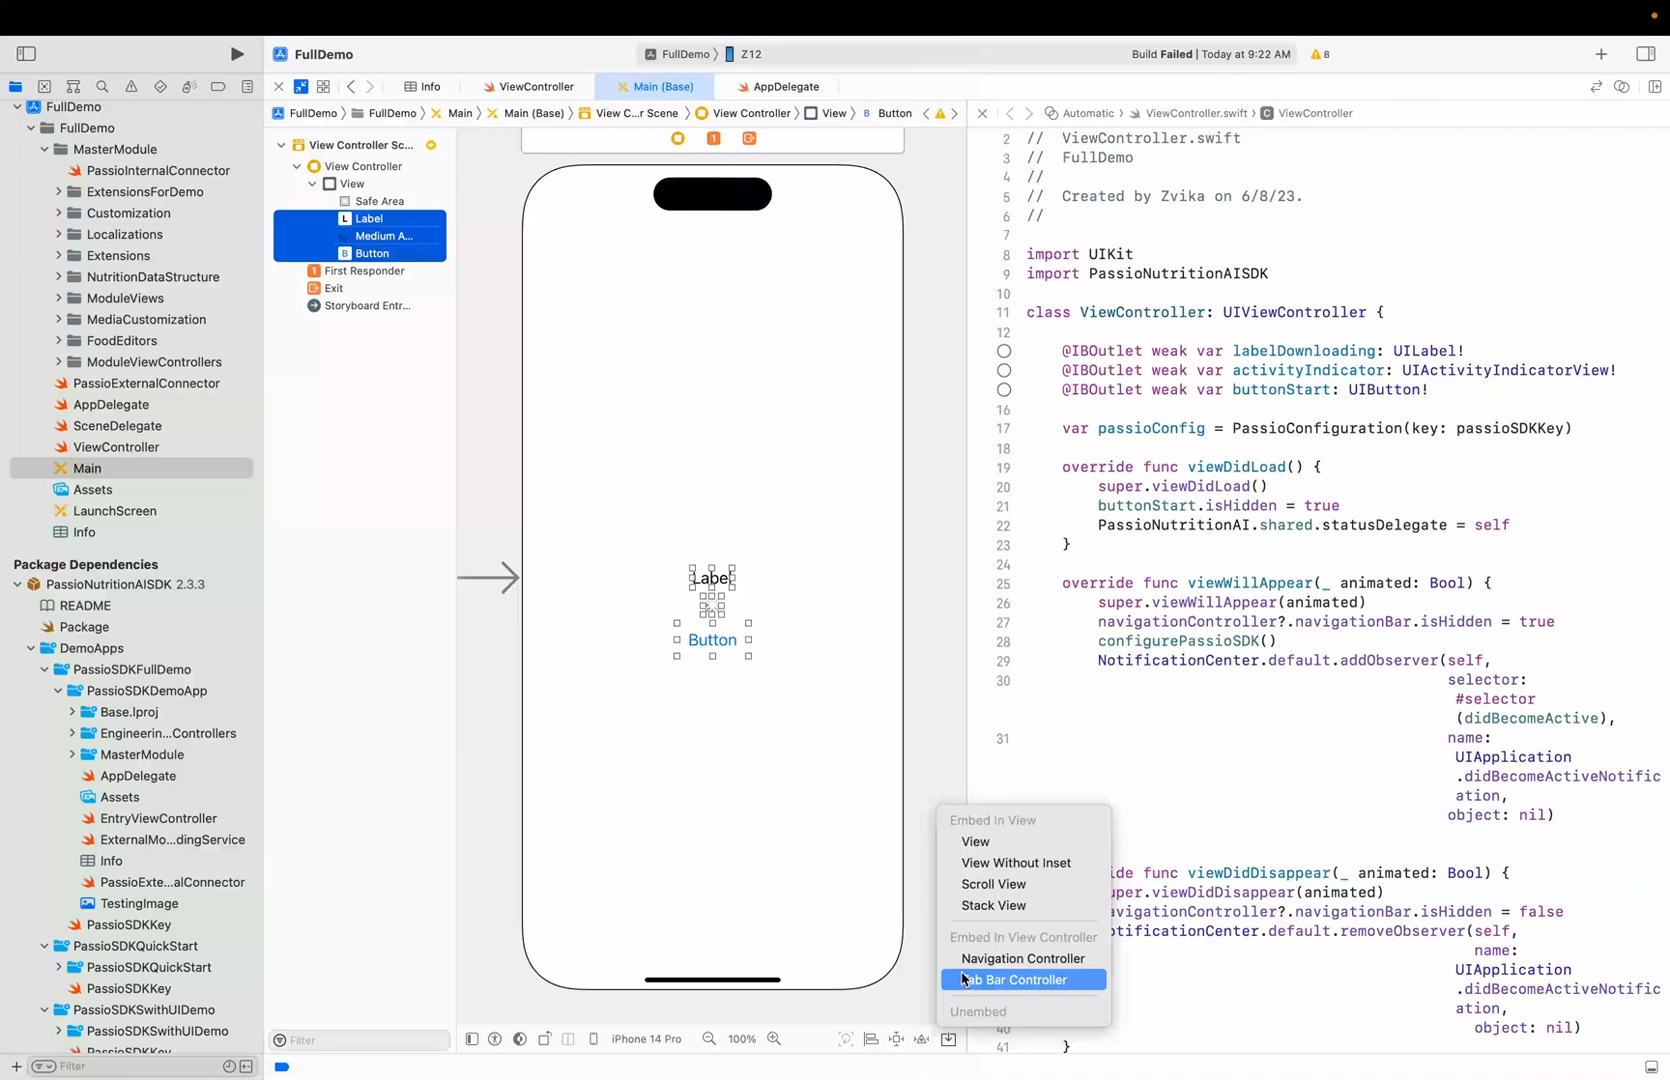 FullDemo
FullDemo 〉 Z12
Build Failed | Today at 9:22 AM
8
Info
ViewController
Main (Base)
AppDelegate
FullDemo 〉 FullDemo 〉 Main 〉 Main (Base) 〉 View C...r Scene 〉 View Controller 〉 View 〉 B Button
Automatic 〉 ViewController.swift 〉 C ViewController
FullDemo
FullDemo
MasterModule
PassioInternalConnector
ExtensionsForDemo
Customization
Localizations
Extensions
NutritionDataStructure
ModuleViews
MediaCustomization
FoodEditors
ModuleViewControllers
PassioExternalConnector
AppDelegate
SceneDelegate
ViewController
Main
Assets
LaunchScreen
Info
Package Dependencies
PassioNutritionAISDK 2.3.3
README
Package
DemoApps
PassioSDKFullDemo
PassioSDKDemoApp
Base.lproj
Engineerin...Controllers
MasterModule
AppDelegate
Assets
EntryViewController
ExternalMo...dingService
Info
PassioExte...alConnector
TestingImage
PassioSDKKey
PassioSDKQuickStart
PassioSDKQuickStart
PassioSDKKey
PassioSDKSwithUIDemo
PassioSDKSwithUIDemo
PassioSDKKey
Filter
View Controller Sc...
View Controller
View
Safe Area
L Label
Medium A...
B Button
1 First Responder
Exit
Storyboard Entr...
Filter
1
Label
Button
iPhone 14 Pro
100%
Embed In View
View
View Without Inset
Scroll View
Stack View
Embed In View Controller
Navigation Controller
Tab Bar Controller
Unembed
2 // ViewController.swift
3 // FullDemo
4 //
5 // Created by Zvika on 6/8/23.
6 //
7
8 import UIKit
9 import PassioNutritionAISDK
10
11 class ViewController: UIViewController {
12
@IBOutlet weak var labelDownloading: UILabel!
@IBOutlet weak var activityIndicator: UIActivityIndicatorView!
@IBOutlet weak var buttonStart: UIButton!
16
17 var passioConfig = PassioConfiguration(key: passioSDKKey)
18
19 override func viewDidLoad() {
20 super.viewDidLoad()
21 buttonStart.isHidden = true
22 PassioNutritionAI.shared.statusDelegate = self
23 }
24
25 override func viewWillAppear(_ animated: Bool) {
26 super.viewWillAppear(animated)
27 navigationController?.navigationBar.isHidden = true
28 configurePassioSDK()
29 NotificationCenter.default.addObserver(self,
30 selector:
#selector
(didBecomeActive),
31 name:
UIApplication
.didBecomeActiveNotific
ation,
object: nil)
ide func viewDidDisappear(_ animated: Bool) {
uper.viewDidDisappear(animated)
avigationController?.navigationBar.isHidden = false
otificationCenter.default.removeObserver(self,
name:
UIApplication
.didBecomeActiveNotific
ation,
object: nil)
40
41 }